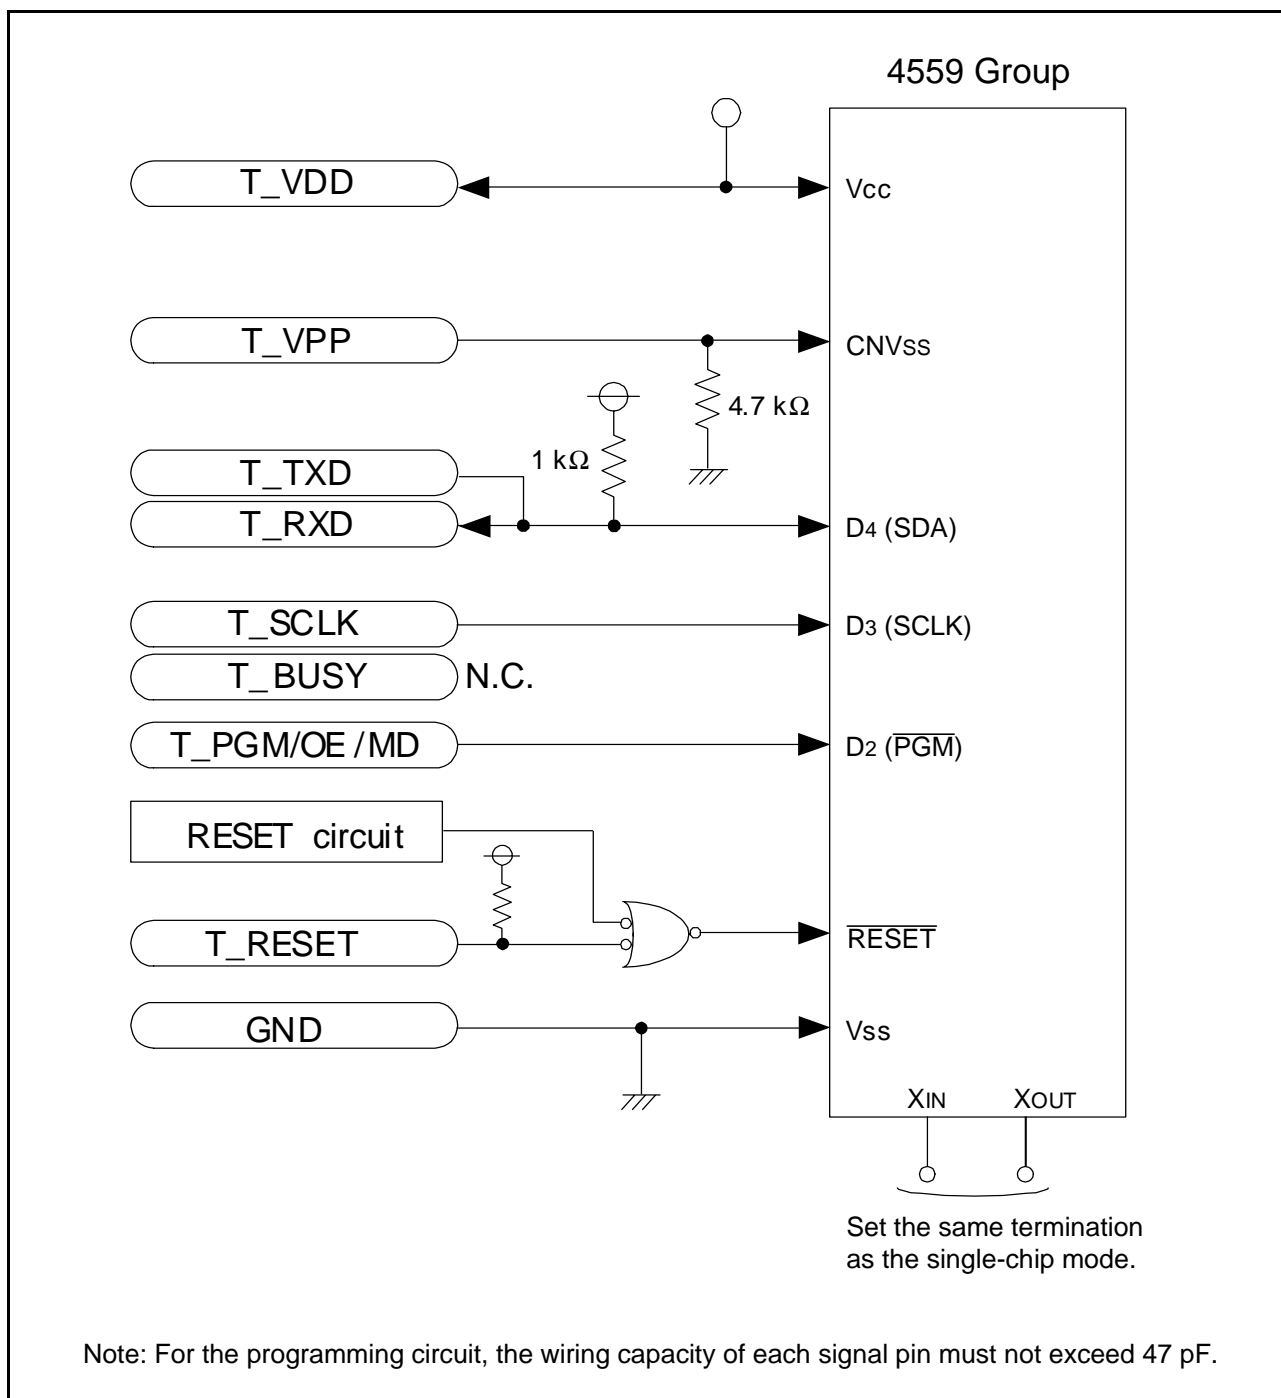 4559 Group
T_VDD
Vcc
T_VPP
CNVss
4.7 kΩ
1 kΩ
T_TXD
T_RXD
D4 (SDA)
T_SCLK
D3 (SCLK)
T_BUSY N.C.
T_PGM/OE/MD
D2 (PGM)
RESET circuit
T_RESET
RESET
GND
Vss
XIN XOUT
Set the same termination
as the single-chip mode.
Note: For the programming circuit, the wiring capacity of each signal pin must not exceed 47 pF.